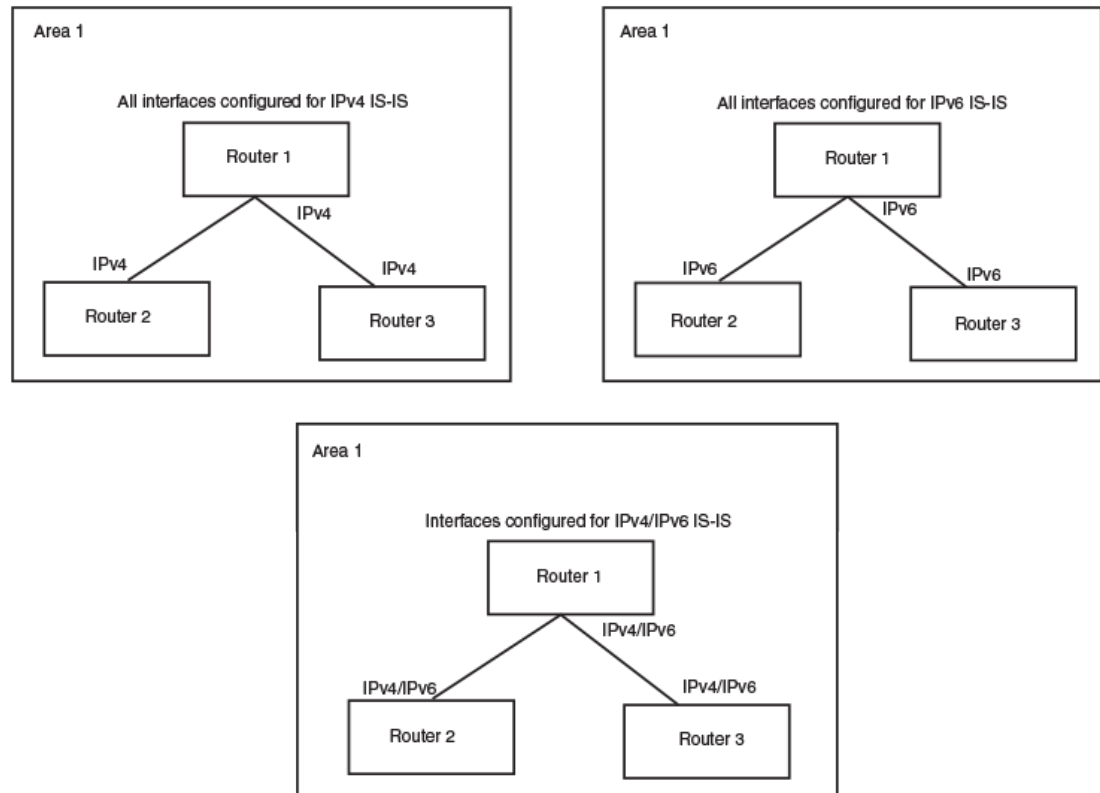 Area 1
All interfaces configured for IPv4 IS-IS
Router 1
IPv4
IPv4
IPv4
Router 2
Router 3
Area 1
All interfaces configured for IPv6 IS-IS
Router 1
IPv6
IPv6
IPv6
Router 2
Router 3
Area 1
Interfaces configured for IPv4/IPv6 IS-IS
Router 1
IPv4/IPv6
IPv4/IPv6
IPv4/IPv6
Router 2
Router 3